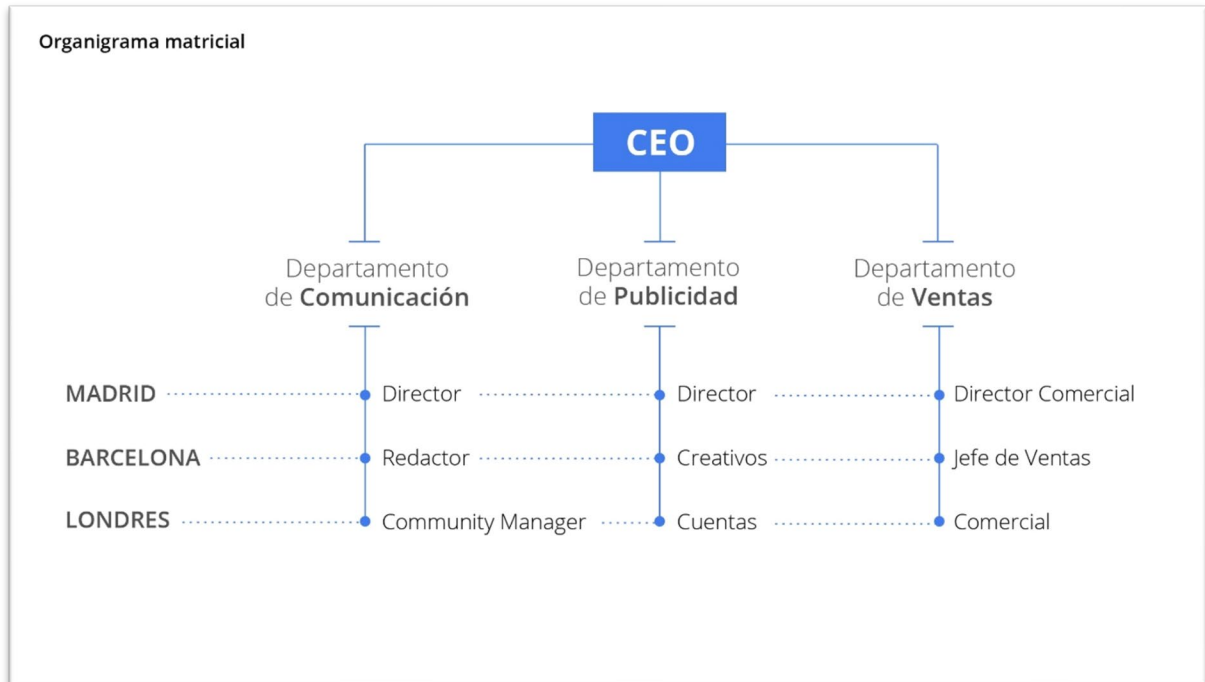 Organigrama matricial
CEO
Departamento
de Comunicación
Departamento
de Publicidad
Departamento
de Ventas
MADRID Director Director Director Comercial
BARCELONA Redactor Creativos Jefe de Ventas
LONDRES Community Manager Cuentas Comercial